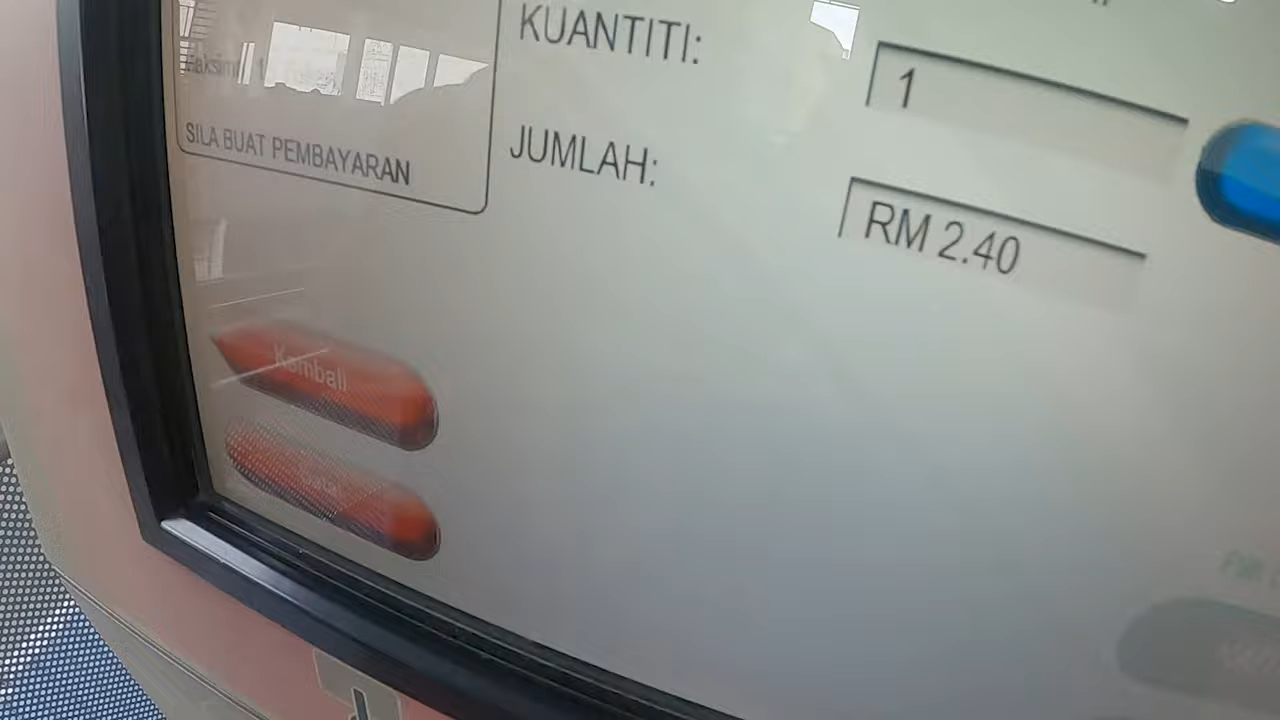 KUANTITI:
1
SILA BUAT PEMBAYARAN
JUMLAH:
RM 2.40
Kembali